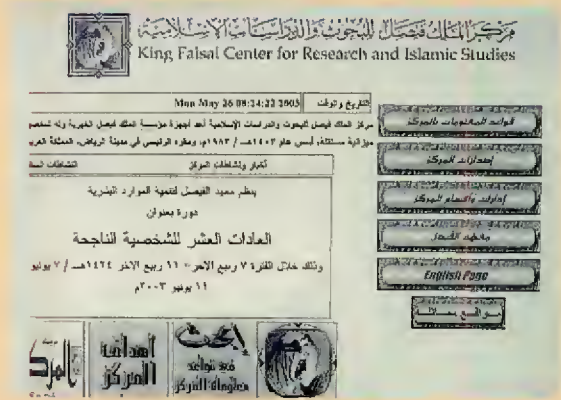 مركز الملك فيصل للبحوث والدراسات الإسلامية
King Faisal Center for Research and Islamic Studies
التاريخ والوقت
Mon May 26 08:14:22 2003
مركز الملك فيصل للبحوث والدراسات الإسلامية أحد أجهزة مؤسسة الملك فيصل الخيرية وله
ميزانية مستقلة، أسس عام ١٤٠٣هـ / ١٩٨٣م، ومقره الرئيسي في مدينة الرياض، المملكة
أخبار ونشاطات المركز
النشاطات
ينظم معهد الفيصل لتنمية الموارد البشرية
دورة بعنوان
العادات العشر للشخصية الناجحة
وذلك خلال الفترة ٧ ربيع الآخر - ١١ ربيع الآخر ١٤٢٤هـ / ٧ يونيو
١١ يونيو ٢٠٠٣م
قواعد المعلومات بالمركز
إصدارات المركز
إدارات وأقسام المركز
معهد الفيصل
English Page
مواقع مماثلة
ابحث
في قواعد
معلومات المركز
أهداف
المركز